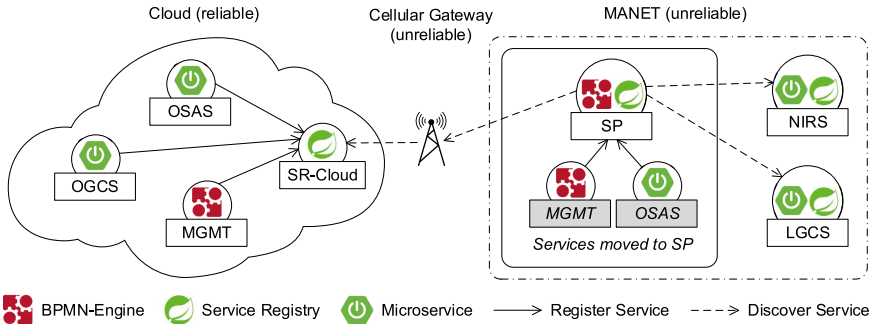 Cloud (reliable)
Cellular Gateway
(unreliable)
MANET (unreliable)
OSAS
OGCS
MGMT
SR-Cloud
SP
MGMT
OSAS
Services moved to SP
NIRS
LGCS
BPMN-Engine
Service Registry
Microservice
Register Service
Discover Service